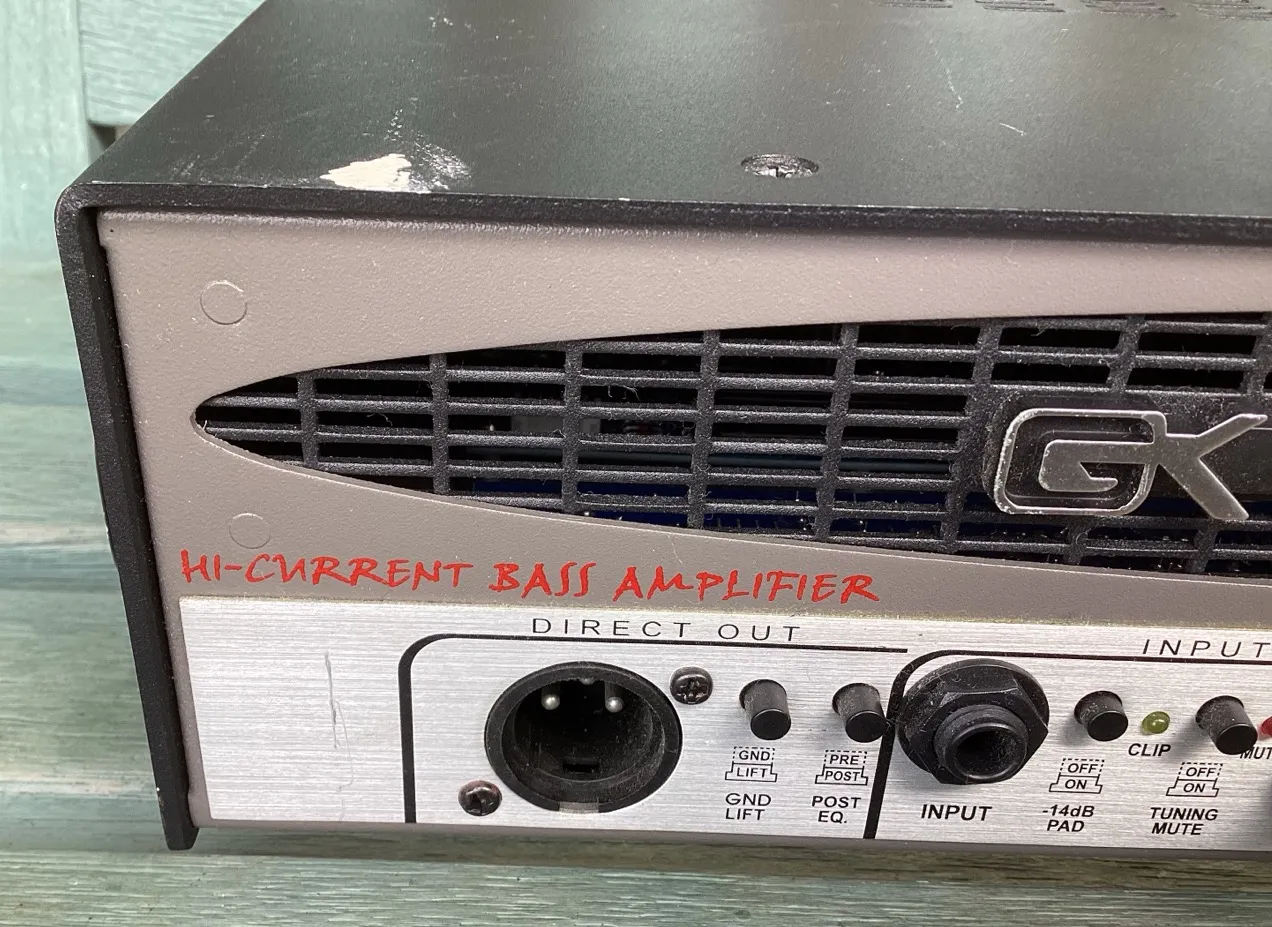 GK
HI-CURRENT BASS AMPLIFIER
DIRECT OUT
GND
LIFT
GND
LIFT
PRE
POST
POST
EQ.
INPUT
INPUT
OFF
ON
-14dB
PAD
CLIP
OFF
ON
TUNING
MUTE
MUT